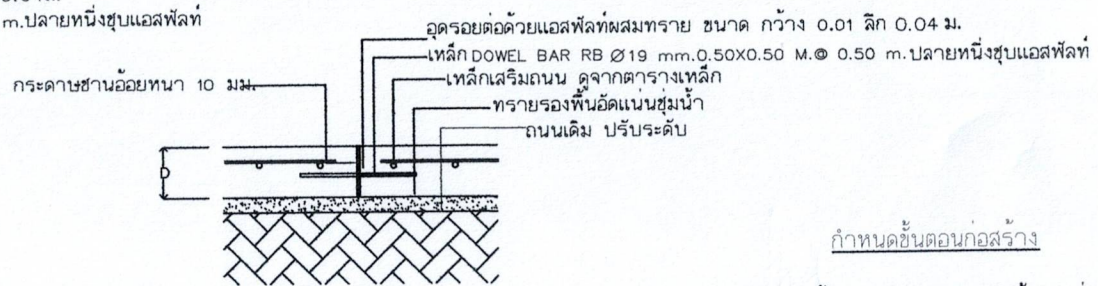 m.ปลายหนึ่งชุบแอสฟัลท์
อุดรอยต่อด้วยแอสฟัลท์ผสมทราย ขนาด กว้าง 0.01 ลึก 0.04 ม.
เหล็ก DOWEL BAR RB Ø19 mm.0.50X0.50 M.@ 0.50 m.ปลายหนึ่งชุบแอสฟัลท์
กระดาษชานอ้อยหนา 10 มม.
เหล็กเสริมถนน ดูจากตารางเหล็ก
ทรายรองพื้นอัดแน่นชุ่มน้ำ
ถนนเดิม ปรับระดับ
D
กำหนดขั้นตอนก่อสร้าง